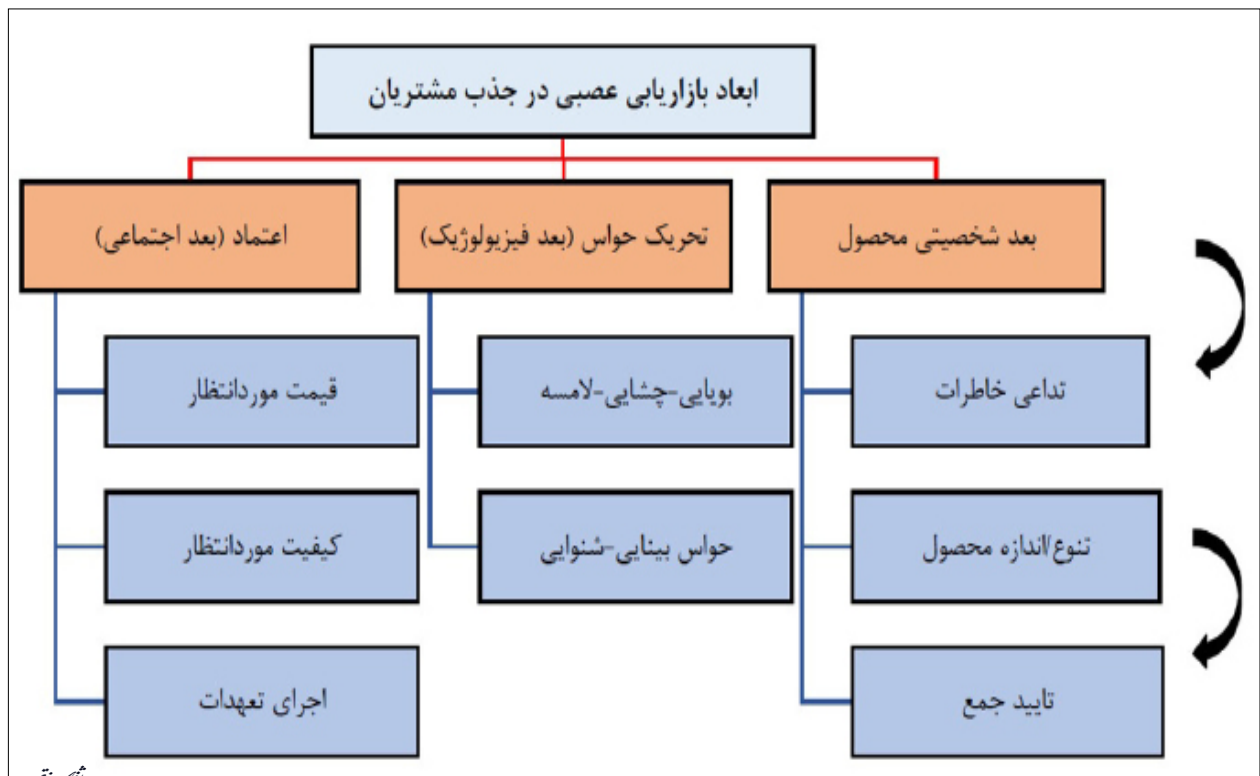 ابعاد بازاریابی عصبی در جذب مشتریان
بعد شخصیتی محصول
تحریک حواس (بعد فیزیولوژیک)
اعتماد (بعد اجتماعی)
تداعی خاطرات
بویایی-چشایی-لامسه
قیمت موردانتظار
تنوع/اندازه محصول
حواس بینایی-شنوایی
کیفیت موردانتظار
تایید جمع
اجرای تعهدات